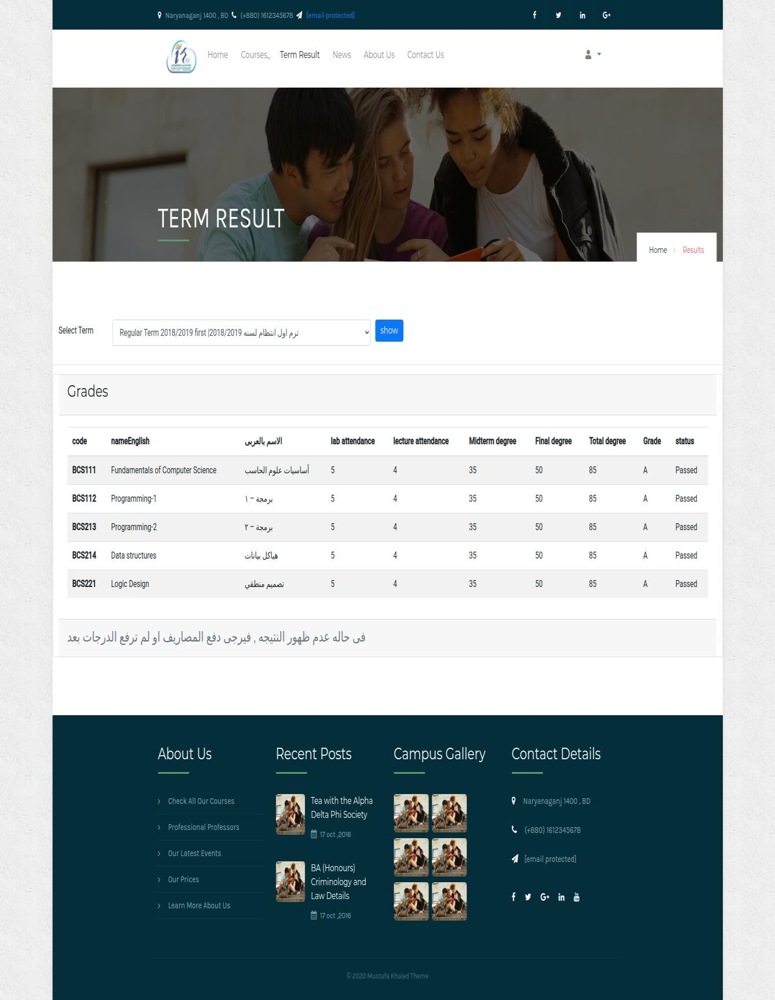 Naryanaganj 1400 , BD (+880) 1612345678 [email protected]
Home Courses Term Result News About Us Contact Us
TERM RESULT
Home › Results
Select Term
Regular Term 2018/2019 first |2018/2019 ترم اول انتظام لسنه
show
Grades
code nameEnglish الاسم بالعربى lab attendance lecture attendance Midterm degree Final degree Total degree Grade status
BCS111 Fundamentals of Computer Science أساسيات علوم الحاسب 5 4 35 50 85 A Passed
BCS112 Programming-1 برمجة – ١ 5 4 35 50 85 A Passed
BCS213 Programming-2 برمجة – ٢ 5 4 35 50 85 A Passed
BCS214 Data structures هياكل بيانات 5 4 35 50 85 A Passed
BCS221 Logic Design تصميم منطقي 5 4 35 50 85 A Passed
فى حاله عدم ظهور النتيجه , فيرجى دفع المصاريف او لم ترفع الدرجات بعد
About Us
Check All Our Courses
Professional Professors
Our Latest Events
Our Prices
Learn More About Us
Recent Posts
Tea with the Alpha
Delta Phi Society
17 oct ,2016
BA (Honours)
Criminology and
Law Details
17 oct ,2016
Campus Gallery
Contact Details
Naryanaganj 1400 , BD
(+880) 1612345678
[email protected]
© 2020 Mustafa Khaled Theme